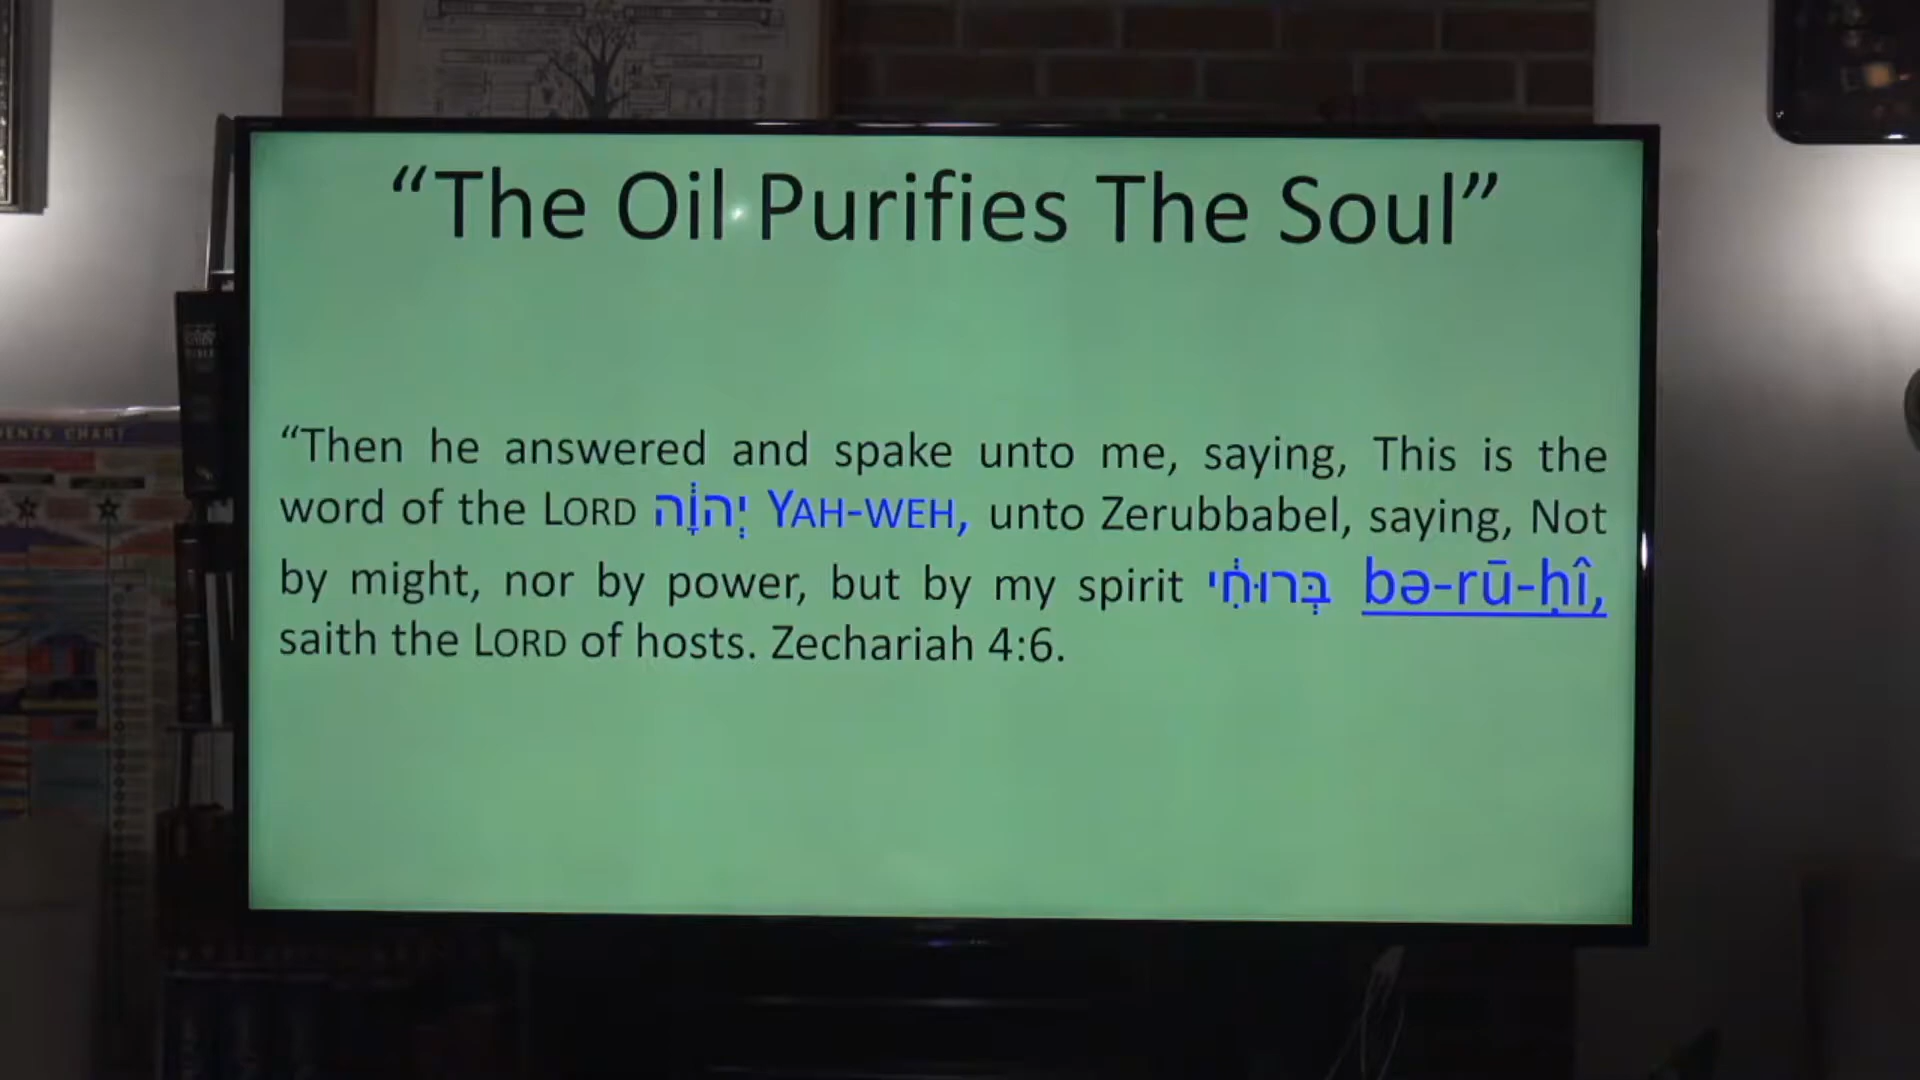 “The Oil Purifies The Soul”
“Then he answered and spake unto me, saying, This is the
word of the LORD יְהוָ֔ה YAH-WEH, unto Zerubbabel, saying, Not
by might, nor by power, but by my spirit בְּרוּחִ֔י bə-rū-ḥî,
saith the LORD of hosts. Zechariah 4:6.
ENTS CHART